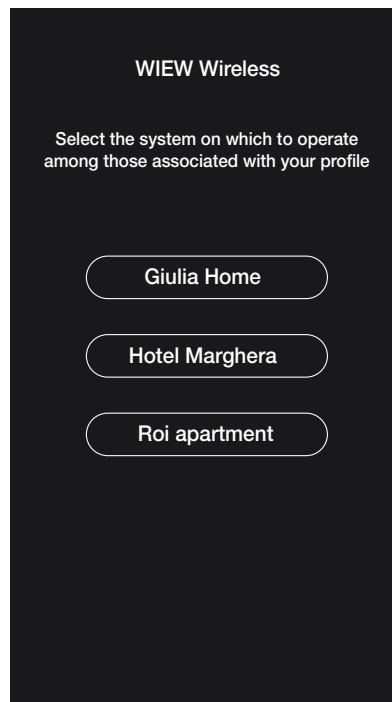 WIEW Wireless
Select the system on which to operate
among those associated with your profile
Giulia Home
Hotel Marghera
Roi apartment